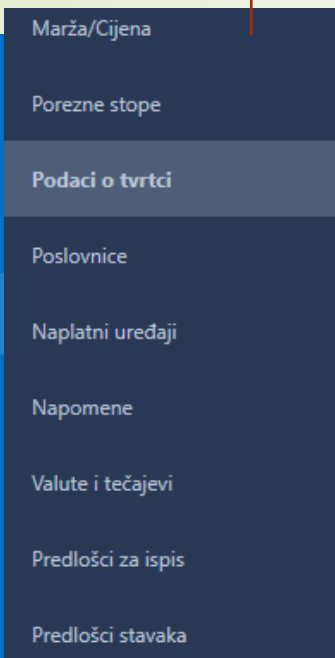 Marža/Cijena
Porezne stope
Podaci o tvrtci
Poslovnice
Naplatni uređaji
Napomene
Valute i tečajevi
Predlošci za ispis
Predlošci stavaka